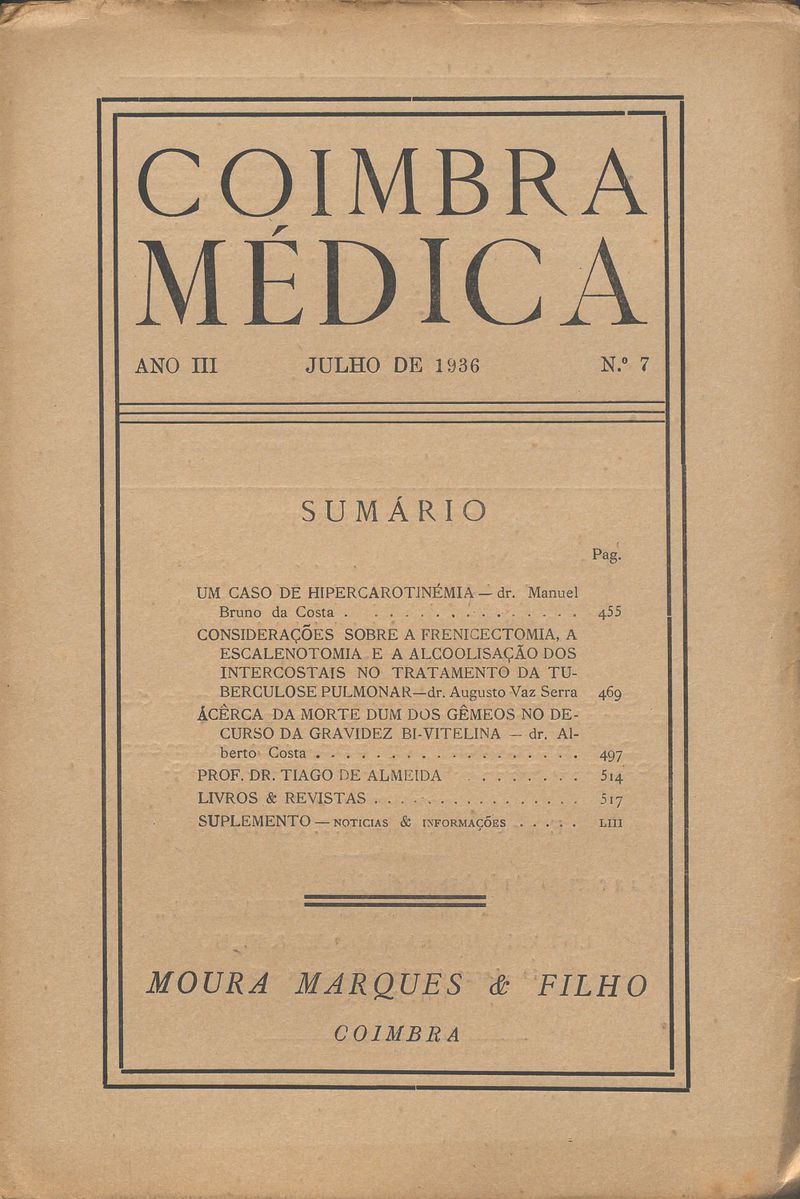 COIMBRA
MÉDICA
ANO III JULHO DE 1936 N.º 7
SUMÁRIO
Pag.
UM CASO DE HIPERCAROTINÉMIA — dr. Manuel
Bruno da Costa . . . . . . . . . . . . . . . 455
CONSIDERAÇÕES SOBRE A FRENICECTOMIA, A
ESCALENOTOMIA E A ALCOOLISAÇÃO DOS
INTERCOSTAIS NO TRATAMENTO DA TU-
BERCULOSE PULMONAR—dr. Augusto Vaz Serra 469
ÁCÊRCA DA MORTE DUM DOS GÊMEOS NO DE-
CURSO DA GRAVIDEZ BI-VITELINA — dr. Al-
berto Costa . . . . . . . . . . . . . . . . . . 497
PROF. DR. TIAGO DE ALMEIDA . . . . . . . . 514
LIVROS & REVISTAS . . . . . . . . . . . . . . 517
SUPLEMENTO — NOTICIAS & INFORMAÇÕES . . . . . LIII
MOURA MARQUES & FILHO
COIMBRA